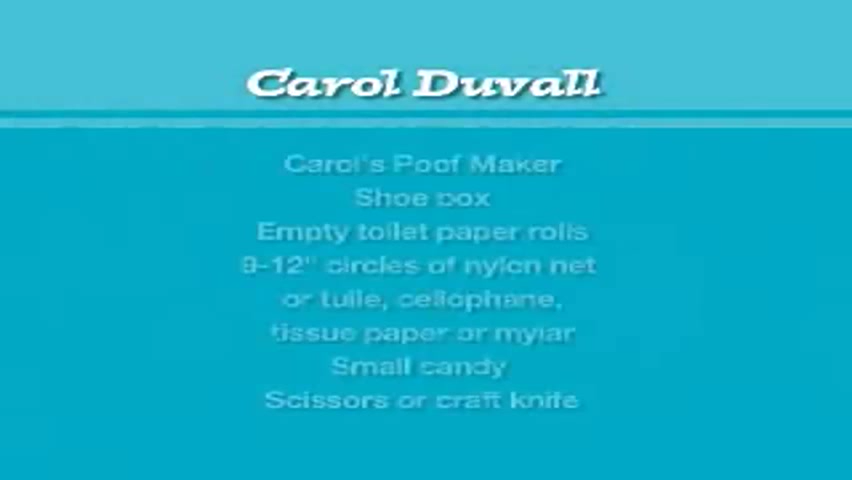 Carol Duvall
Carol's Poof Maker
Shoe box
Empty toilet paper rolls
9-12" circles of nylon net
or tulle, cellophane,
tissue paper or mylar
Small candy
Scissors or craft knife